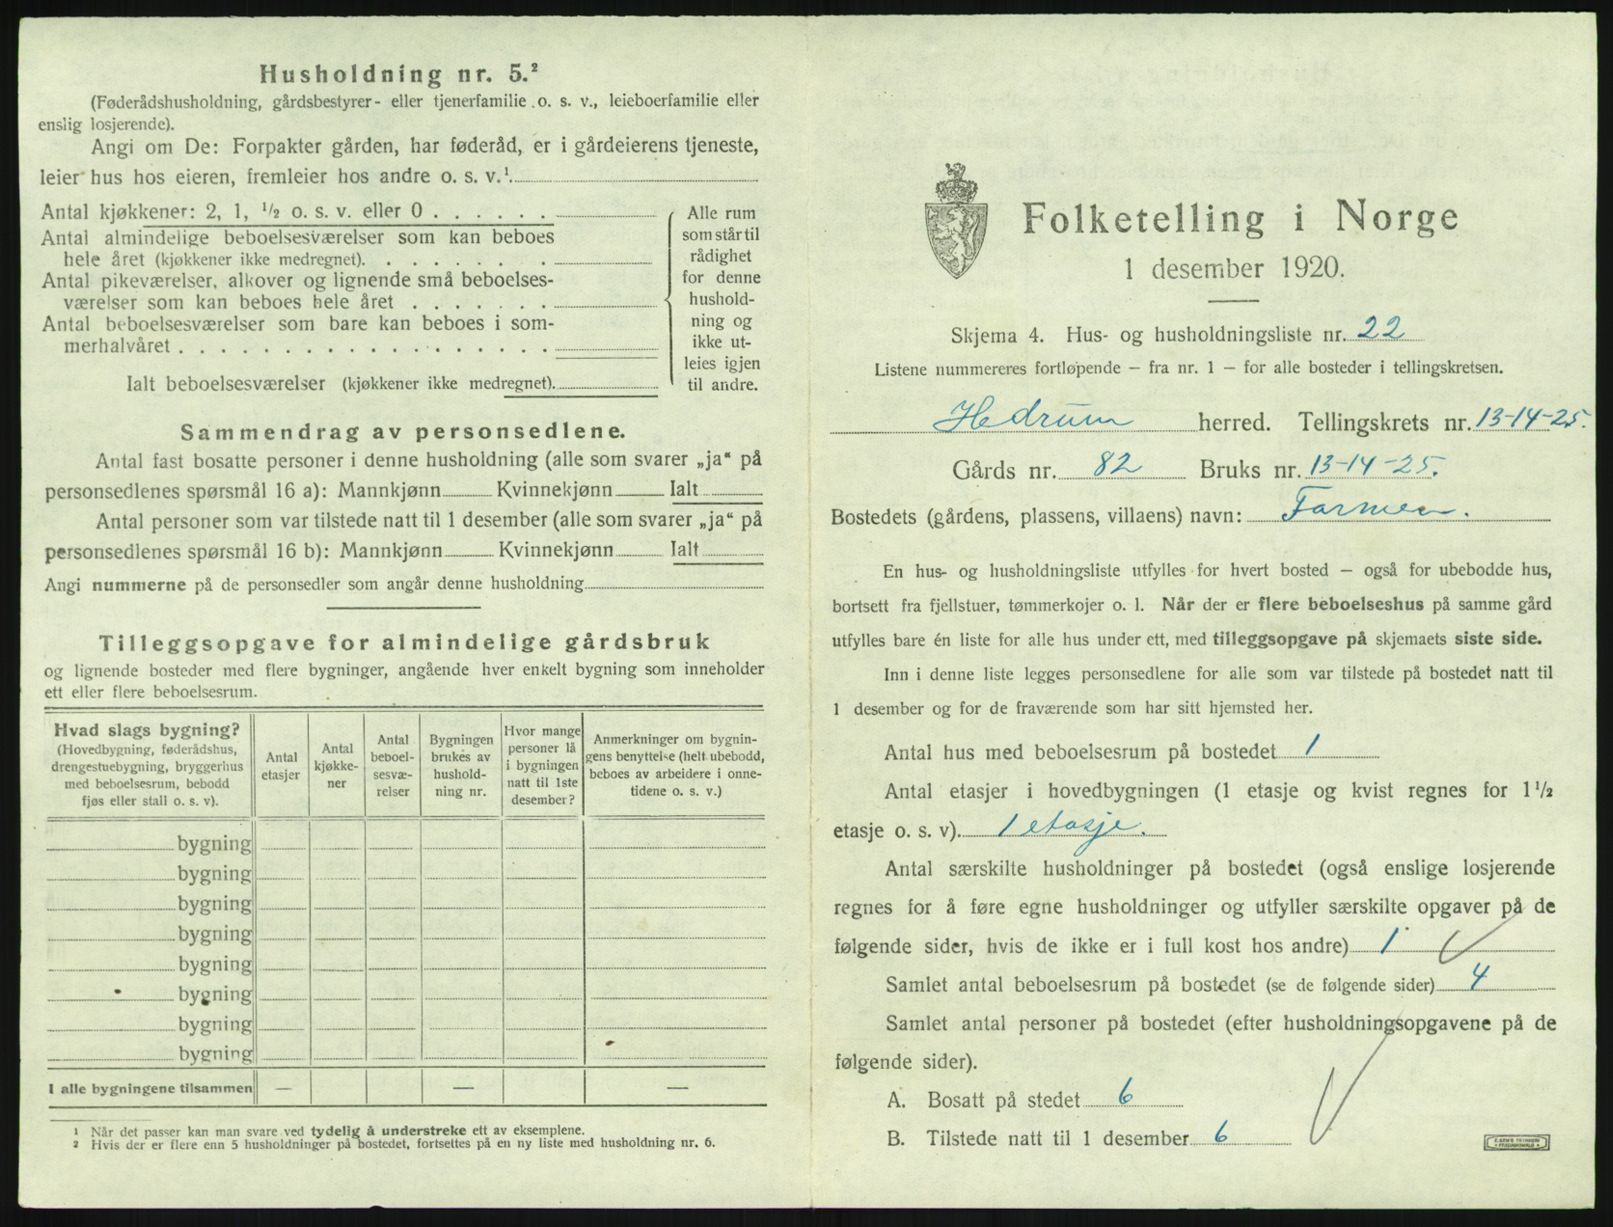 Husholdning nr. 5.²
(Føderådshusholdning, gårdsbestyrer- eller tjenerfamilie o. s. v., leieboerfamilie eller
enslig losjerende).
Angi om De: Forpakter gården, har føderåd, er i gårdeierens tjeneste,
leier hus hos eieren, fremleier hos andre o. s. v.¹
Antal kjøkkener: 2, 1, ½ o. s. v. eller 0 . . . . . .
Antal almindelige beboelsesværelser som kan beboes
hele året (kjøkkener ikke medregnet). . . . . . . .
Antal pikeværelser, alkover og lignende små beboelses-
værelser som kan beboes hele året . . . . . . .
Antal beboelsesværelser som bare kan beboes i som-
merhalvåret . . . . . . . . . . . . . . . . . .
Ialt beboelsesværelser (kjøkkener ikke medregnet).
Alle rum
som står til
rådighet
for denne
hushold-
ning og
ikke ut-
leies igjen
til andre.
Sammendrag av personsedlene.
Antal fast bosatte personer i denne husholdning (alle som svarer „ja“ på
personsedlenes spørsmål 16 a): Mannkjønn Kvinnekjønn Ialt
Antal personer som var tilstede natt til 1 desember (alle som svarer „ja“ på
personsedlenes spørsmål 16 b): Mannkjønn Kvinnekjønn Ialt
Angi nummerne på de personsedler som angår denne husholdning
Tilleggsopgave for almindelige gårdsbruk
og lignende bosteder med flere bygninger, angående hver enkelt bygning som inneholder
ett eller flere beboelsesrum.
Hvad slags bygning?
(Hovedbygning, føderådshus,
drengestuebygning, bryggerhus
med beboelsesrum, bebodd
fjøs eller stall o. s. v).
Antal
etasjer
Antal
kjøkke-
ner
Antal
beboel-
sesvæ-
relser
Bygningen
brukes av
hushold-
ning nr.
Hvor mange
personer lå
i bygningen
natt til 1ste
desember?
Anmerkninger om bygnin-
gens benyttelse (helt ubebodd,
beboes av arbeidere i onne-
tidene o. s. v.)
bygning
bygning
bygning
bygning
bygning
bygning
bygning
bygning
I alle bygningene tilsammen — — —
¹ Når det passer kan man svare ved tydelig å understreke ett av eksemplene.
² Hvis der er flere enn 5 husholdninger på bostedet, fortsettes på en ny liste med husholdning nr. 6.
Folketelling i Norge
1 desember 1920.
Skjema 4. Hus- og husholdningsliste nr. 22
Listene nummereres fortløpende — fra nr. 1 — for alle bosteder i tellingskretsen.
Hedrum herred. Tellingskrets nr. 13-14-25.
Gårds nr. 82 Bruks nr. 13-14-25.
Bostedets (gårdens, plassens, villaens) navn: Farmen.
En hus- og husholdningsliste utfylles for hvert bosted — også for ubebodde hus,
bortsett fra fjellstuer, tømmerkojer o. l. Når der er flere beboelseshus på samme gård
utfylles bare én liste for alle hus under ett, med tilleggsopgave på skjemaets siste side.
Inn i denne liste legges personsedlene for alle som var tilstede på bostedet natt til
1 desember og for de fraværende som har sitt hjemsted her.
Antal hus med beboelsesrum på bostedet 1
Antal etasjer i hovedbygningen (1 etasje og kvist regnes for 1½
etasje o. s. v). 1 etasje.
Antal særskilte husholdninger på bostedet (også enslige losjerende
regnes for å føre egne husholdninger og utfyller særskilte opgaver på de
følgende sider, hvis de ikke er i full kost hos andre) 1
Samlet antal beboelsesrum på bostedet (se de følgende sider) 4
Samlet antal personer på bostedet (efter husholdningsopgavene på de
følgende sider).
A. Bosatt på stedet 6
B. Tilstede natt til 1 desember 6